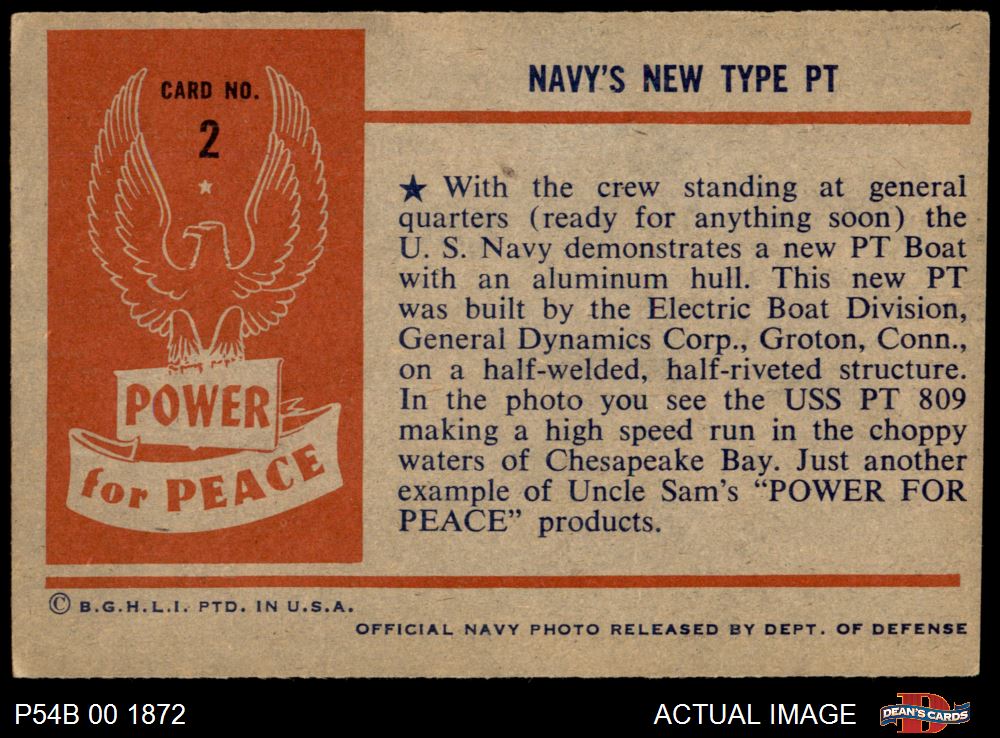 CARD NO.
2
POWER
for PEACE
NAVY'S NEW TYPE PT
★ With the crew standing at general
quarters (ready for anything soon) the
U. S. Navy demonstrates a new PT Boat
with an aluminum hull. This new PT
was built by the Electric Boat Division,
General Dynamics Corp., Groton, Conn.,
on a half-welded, half-riveted structure.
In the photo you see the USS PT 809
making a high speed run in the choppy
waters of Chesapeake Bay. Just another
example of Uncle Sam's “POWER FOR
PEACE” products.
© B.G.H.L.I. PTD. IN U.S.A.
OFFICIAL NAVY PHOTO RELEASED BY DEPT. OF DEFENSE
P54B 00 1872
ACTUAL IMAGE
D
DEAN'S CARDS